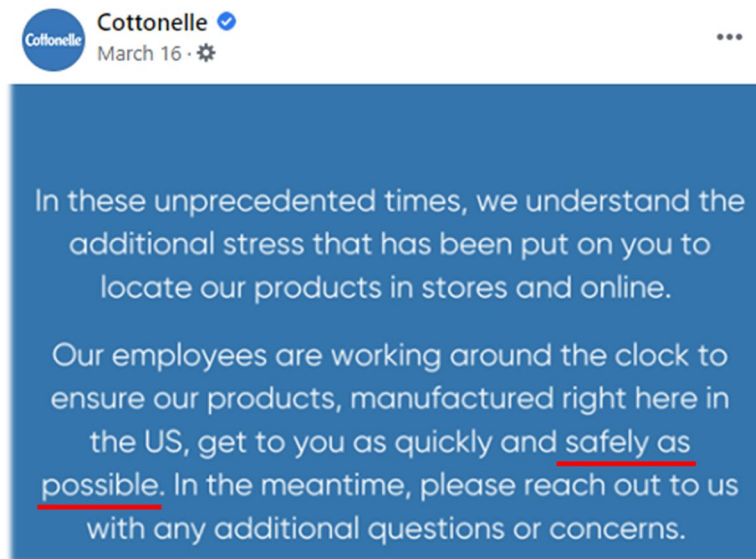 Cottonelle
Cottonelle
March 16 ·
In these unprecedented times, we understand the
additional stress that has been put on you to
locate our products in stores and online.
Our employees are working around the clock to
ensure our products, manufactured right here in
the US, get to you as quickly and safely as
possible. In the meantime, please reach out to us
with any additional questions or concerns.